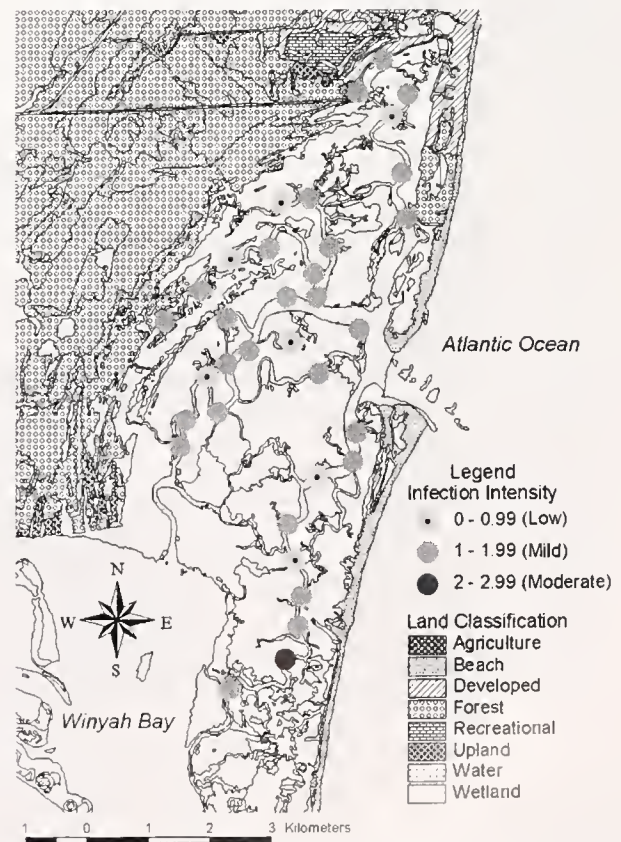 Atlantic Ocean
Legend
Infection Intensity
0 - 0.99 (Low)
1 - 1.99 (Mild)
2 - 2.99 (Moderate)
N
W E
S
Land Classification
Agriculture
Beach
Developed
Forest
Recreational
Upland
Water
Wetland
Winyah Bay
1 0 1 2 3 Kilometers